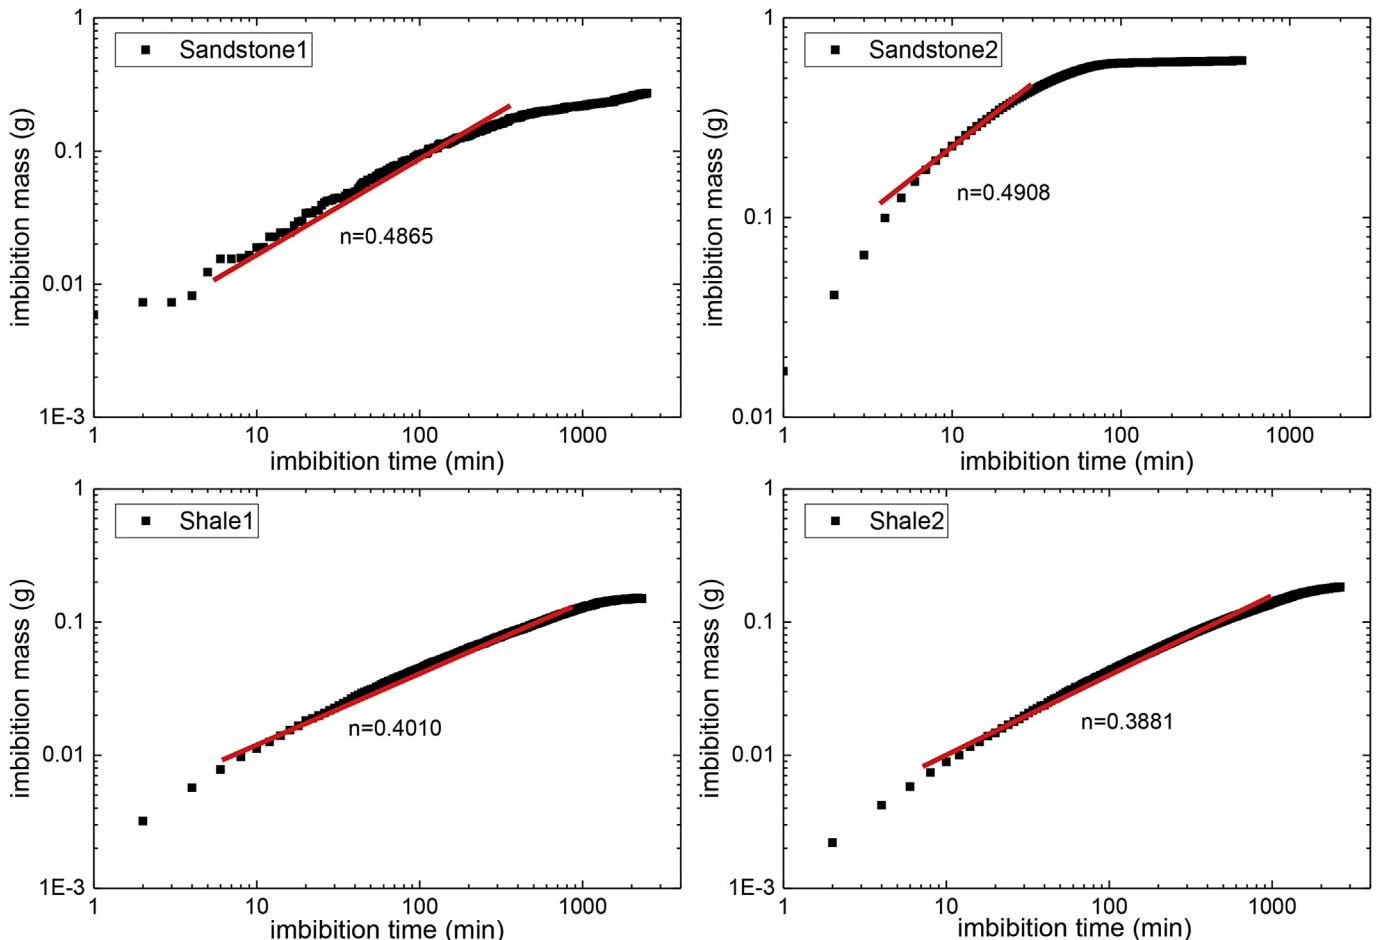 1
Sandstone1
0.1
0.01
1E-3
imbibition mass (g)
n=0.4865
1 10 100 1000
imbibition time (min)
1
Sandstone2
0.1
0.01
imbibition mass (g)
n=0.4908
1 10 100 1000
imbibition time (min)
1
Shale1
0.1
0.01
1E-3
imbibition mass (g)
n=0.4010
1 10 100 1000
imbibition time (min)
1
Shale2
0.1
0.01
1E-3
imbibition mass (g)
n=0.3881
1 10 100 1000
imbibition time (min)